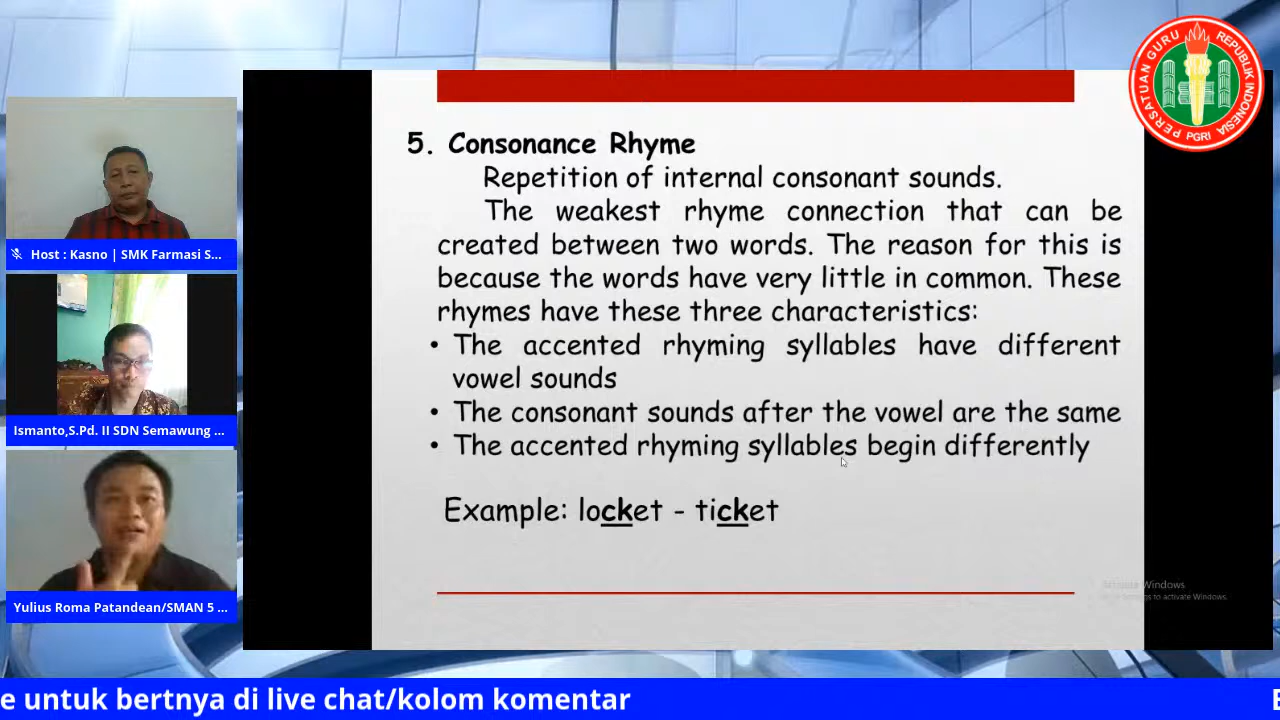 PERSATUAN GURU REPUBLIK INDONESIA
PGRI
5. Consonance Rhyme
Repetition of internal consonant sounds.
The weakest rhyme connection that can be
created between two words. The reason for this is
because the words have very little in common. These
rhymes have these three characteristics:
• The accented rhyming syllables have different
vowel sounds
• The consonant sounds after the vowel are the same
• The accented rhyming syllables begin differently
Example: locket - ticket
Host : Kasno | SMK Farmasi S...
Ismanto,S.Pd. II SDN Semawung ...
Yulius Roma Patandean/SMAN 5 ...
Windows
to activate Windows.
e untuk bertnya di live chat/kolom komentar